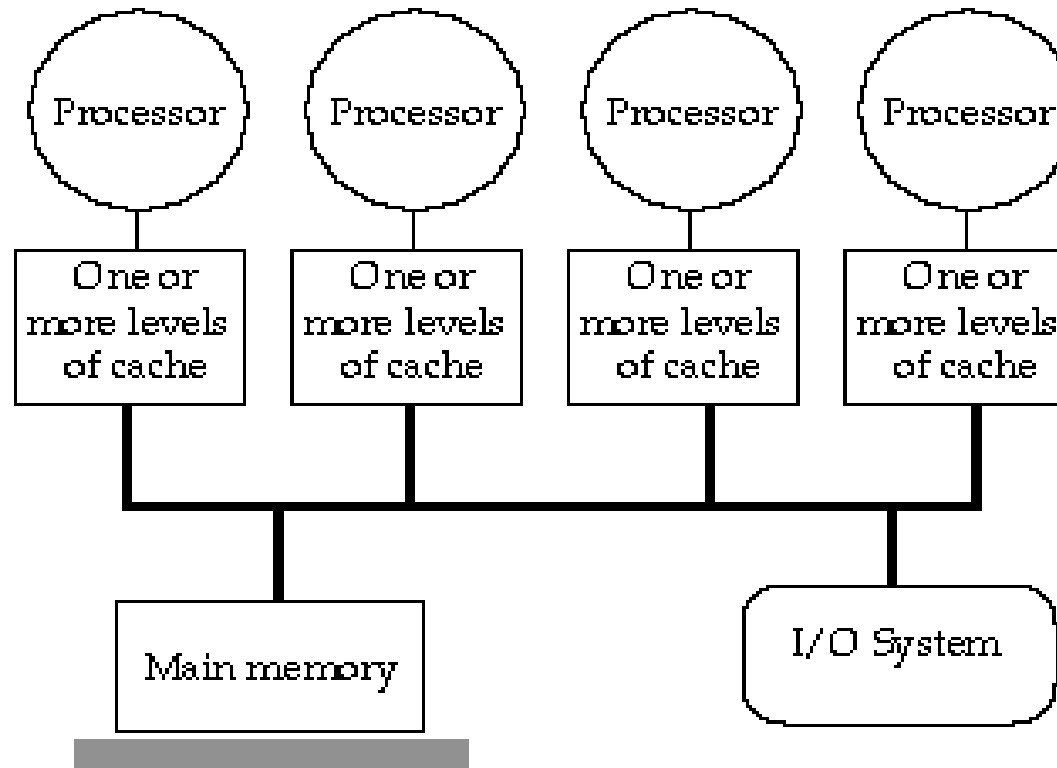 Processor Processor Processor Processor
One or One or One or One or
more levels more levels more levels more levels
of cache of cache of cache of cache
Main memory
I/O System